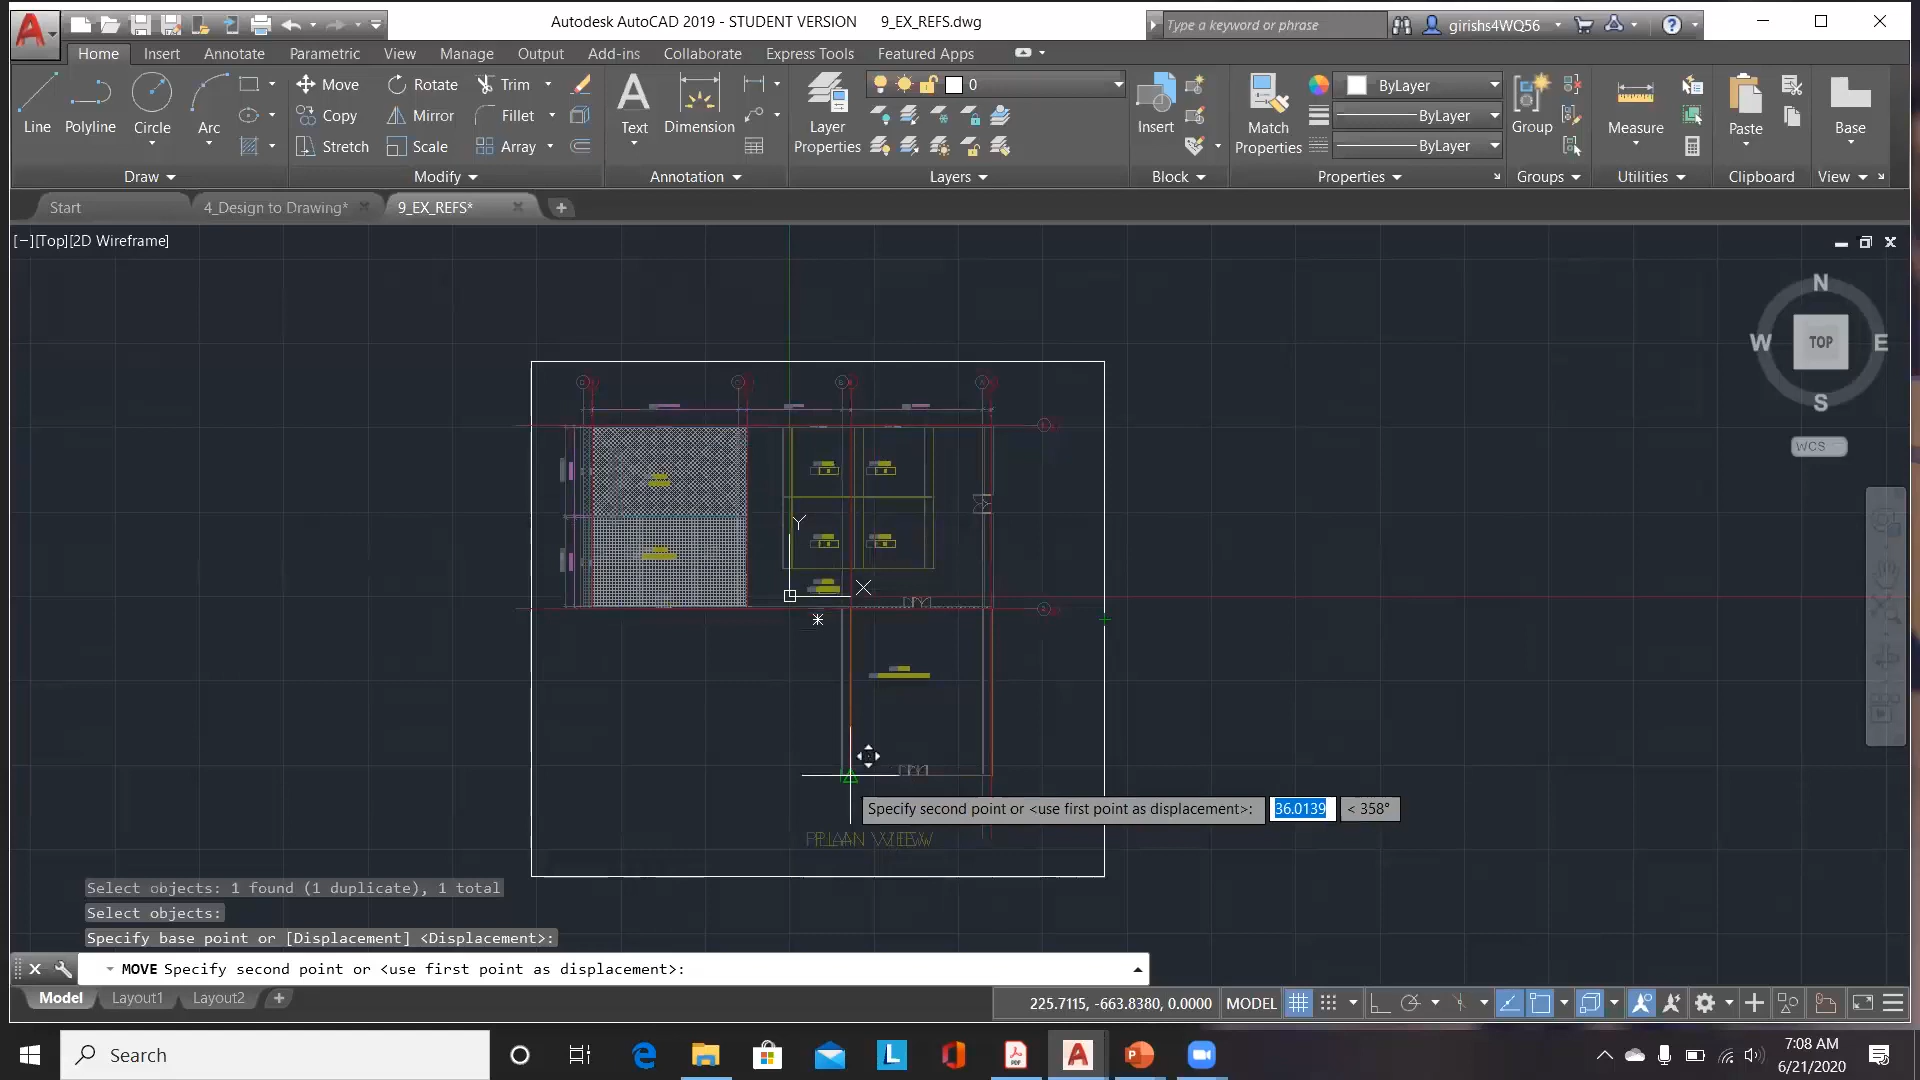 Autodesk AutoCAD 2019 - STUDENT VERSION 9_EX_REFS.dwg
Type a keyword or phrase
girishs4WQ56
Home Insert Annotate Parametric View Manage Output Add-ins Collaborate Express Tools Featured Apps
Line Polyline Circle Arc
Move Rotate Trim
Copy Mirror Fillet
Stretch Scale Array
Text Dimension
Layer Properties
0
Insert
Match Properties
ByLayer
ByLayer
ByLayer
Group
Measure
Paste
Base
Draw Modify Annotation Layers Block Properties Groups Utilities Clipboard View
Start 4_Design to Drawing* 9_EX_REFS*
[−][Top][2D Wireframe]
N
W TOP E
S
WCS
Y
X
Specify second point or <use first point as displacement>: 36.0139 < 358°
Select objects: 1 found (1 duplicate), 1 total
Select objects:
Specify base point or [Displacement] <Displacement>:
MOVE Specify second point or <use first point as displacement>:
Model Layout1 Layout2
225.7115, -663.8380, 0.0000 MODEL
Search
7:08 AM
6/21/2020